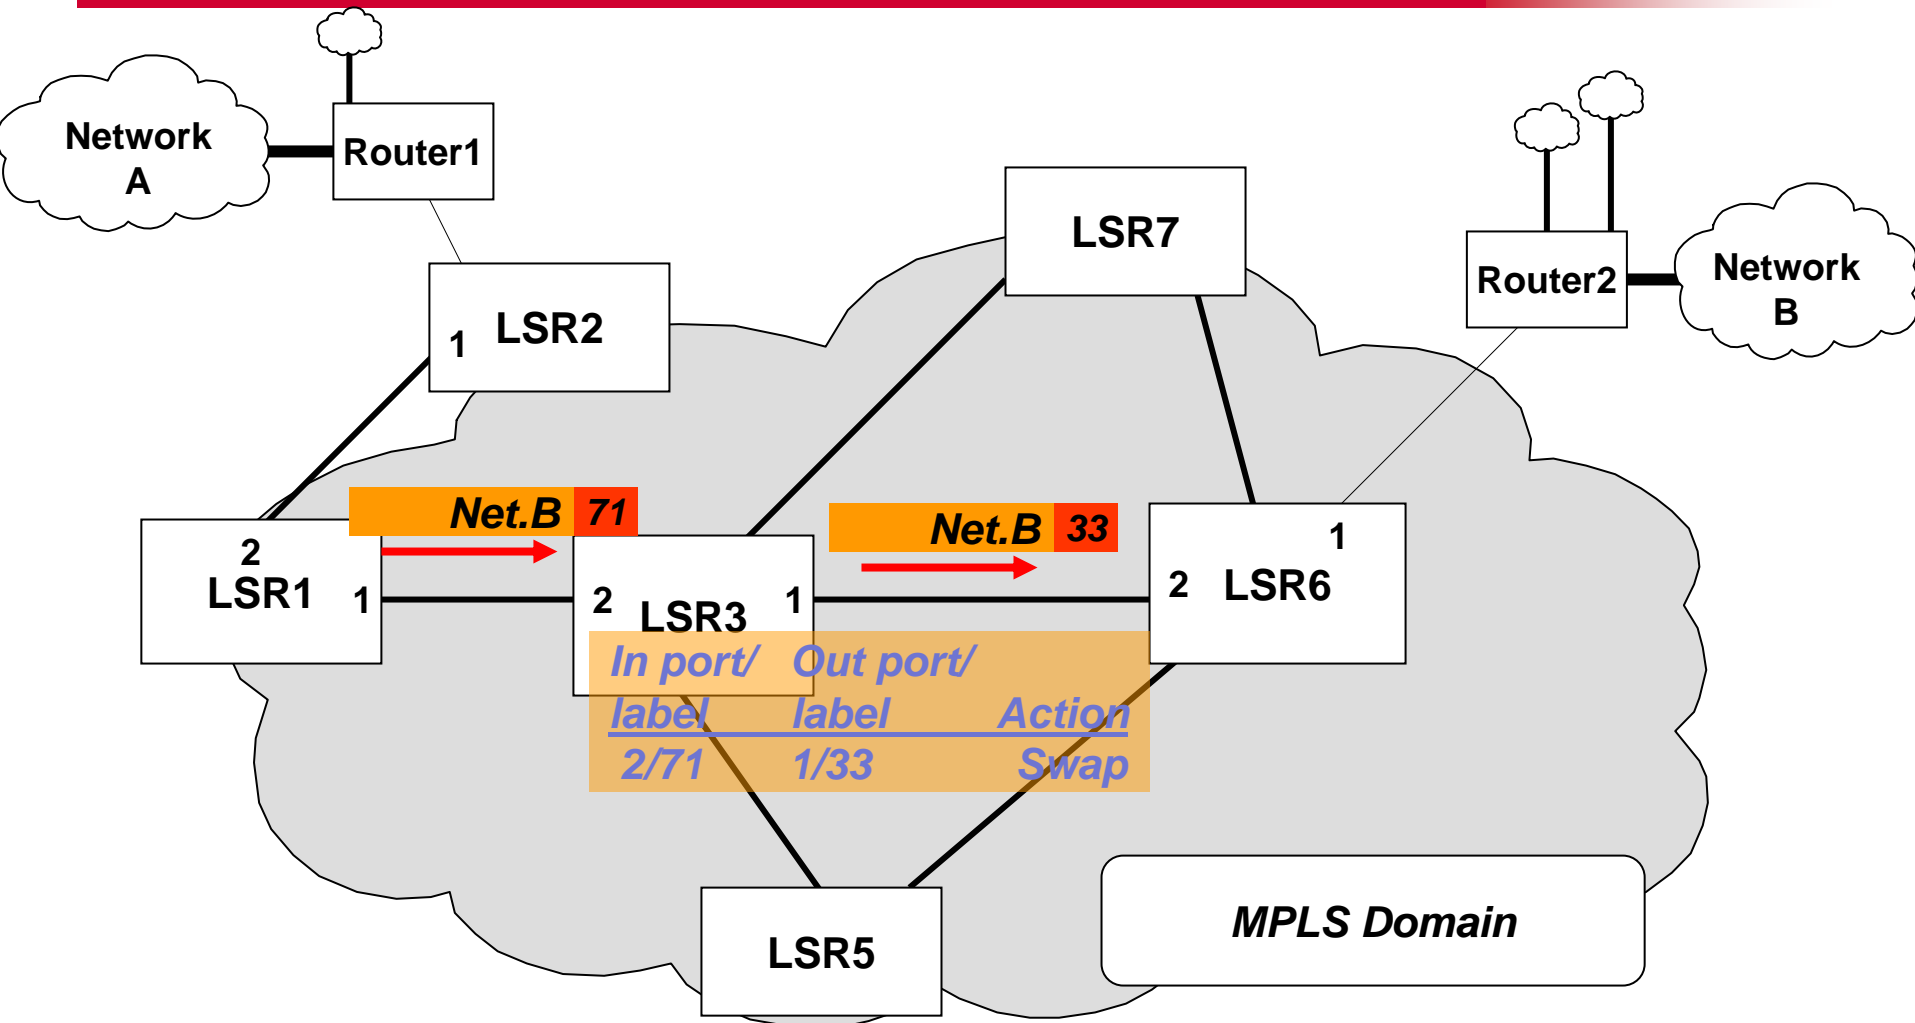 Network
A
Router1
LSR7
Router2
Network
B
1 LSR2
Net.B 71
Net.B 33
2
LSR1 1
2 LSR3 1
1
2 LSR6
In port/ Out port/
label label Action
2/71 1/33 Swap
LSR5
MPLS Domain